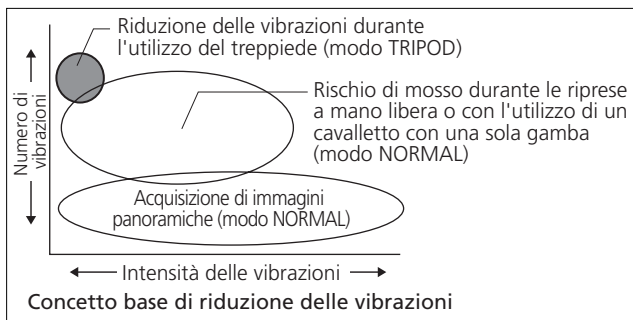 Riduzione delle vibrazioni durante
l'utilizzo del treppiede (modo TRIPOD)
Rischio di mosso durante le riprese
a mano libera o con l'utilizzo di un
cavalletto con una sola gamba
(modo NORMAL)
Numero di
vibrazioni
Acquisizione di immagini
panoramiche (modo NORMAL)
Intensità delle vibrazioni
Concetto base di riduzione delle vibrazioni